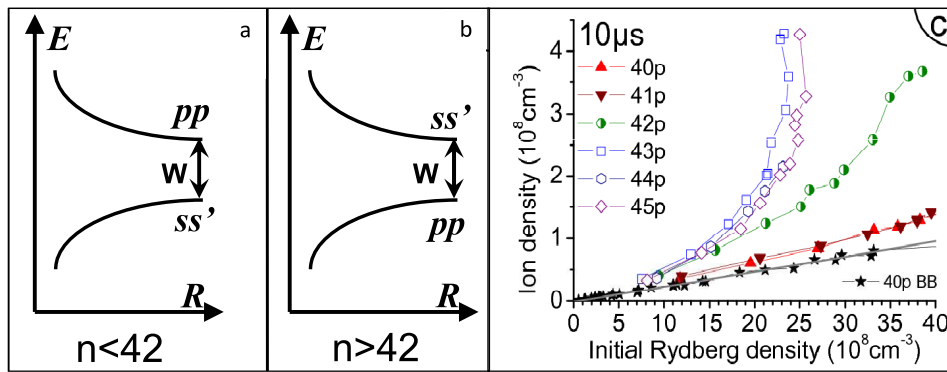 E
a
pp
W
ss'
R
n<42
E
b
ss'
W
pp
R
n>42
c
10µs
40p
41p
42p
43p
44p
45p
40p BB
Ion density (10⁸cm⁻³)
4
3
2
1
0
0 5 10 15 20 25 30 35 40
Initial Rydberg density (10⁸cm⁻³)